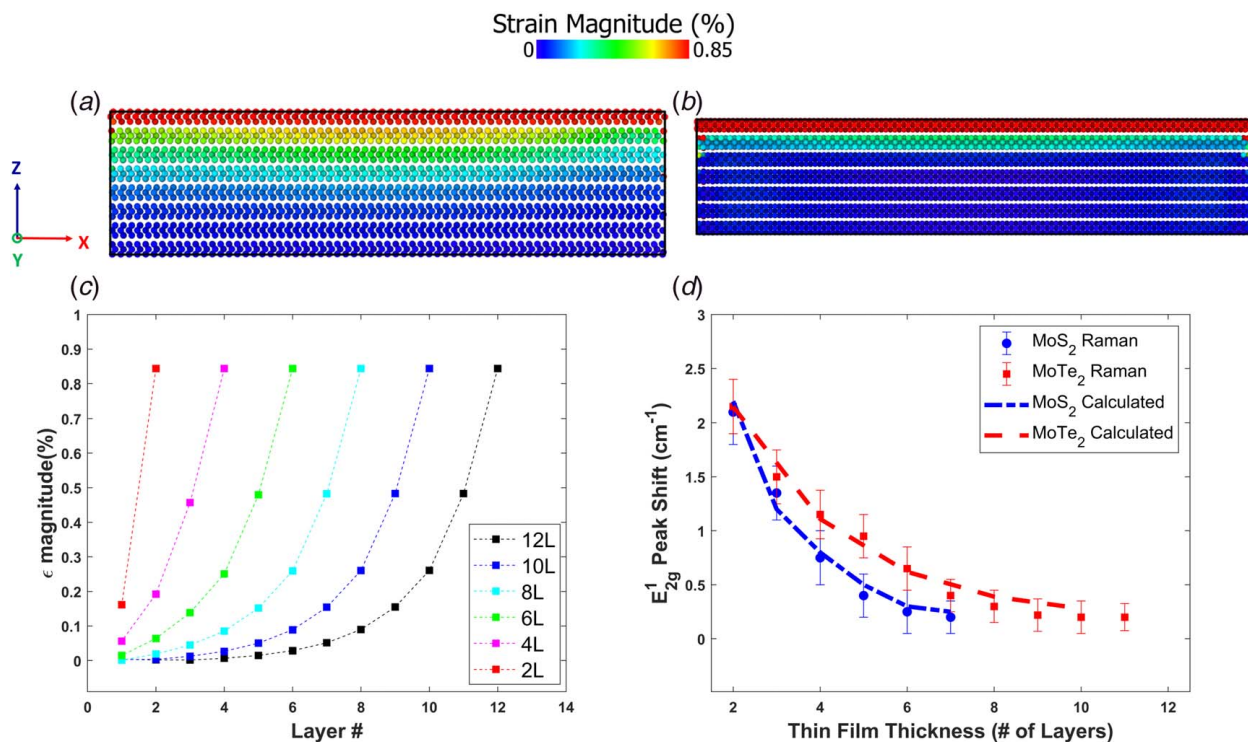 Strain Magnitude (%)
0 0.85
(a)
(b)
Z
X
Y
(c)
(d)
1
0.9
0.8
0.7
0.6
0.5
0.4
0.3
0.2
0.1
0
ϵ magnitude(%)
12L
10L
8L
6L
4L
2L
0 2 4 6 8 10 12 14
Layer #
3
2.5
2
1.5
1
0.5
0
E¹₂g Peak Shift (cm⁻¹)
MoS₂ Raman
MoTe₂ Raman
MoS₂ Calculated
MoTe₂ Calculated
2 4 6 8 10 12
Thin Film Thickness (# of Layers)